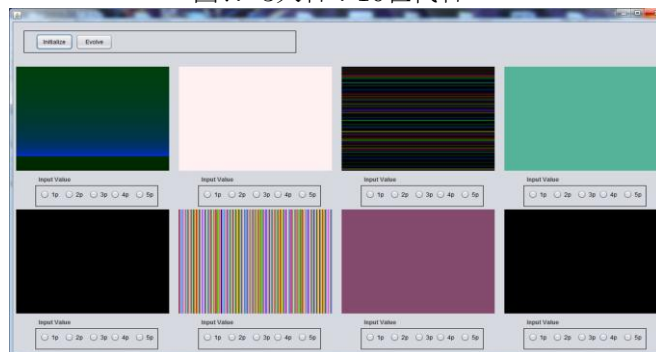 Initialize Evolve
Input Value Input Value Input Value Input Value
1p 2p 3p 4p 5p 1p 2p 3p 4p 5p 1p 2p 3p 4p 5p 1p 2p 3p 4p 5p
Input Value Input Value Input Value Input Value
1p 2p 3p 4p 5p 1p 2p 3p 4p 5p 1p 2p 3p 4p 5p 1p 2p 3p 4p 5p